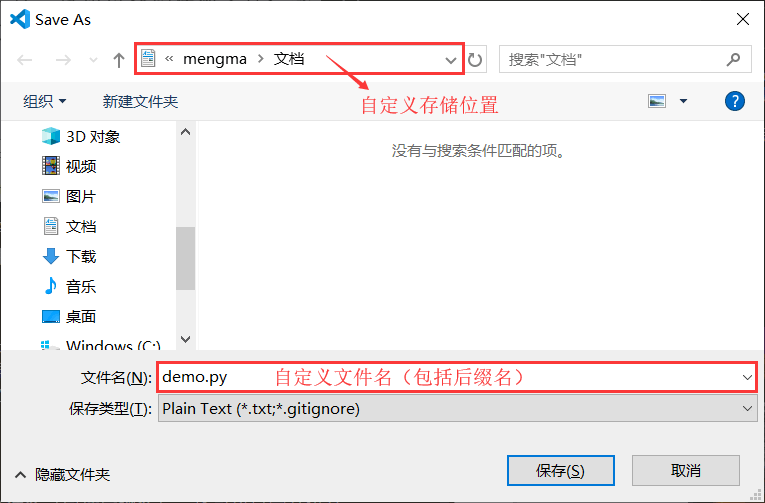 Save As
« mengma > 文档
搜索"文档"
组织
新建文件夹
自定义存储位置
?
3D 对象
没有与搜索条件匹配的项。
视频
图片
文档
下载
音乐
桌面
Windows (C:)
文件名(N):
demo.py
自定义文件名（包括后缀名）
保存类型(T):
Plain Text (*.txt;*.gitignore)
隐藏文件夹
保存(S)
取消